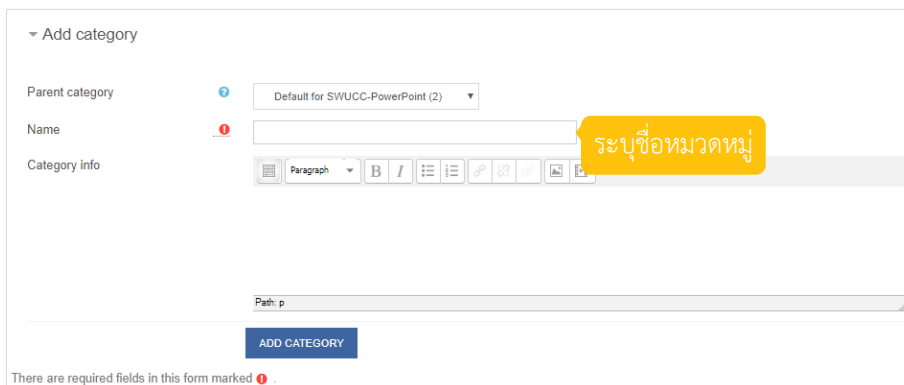 Add category
Parent category
Default for SWUCC-PowerPoint (2)
Name
ระบุชื่อหมวดหมู่
Category info
Paragraph
B I
Path: p
ADD CATEGORY
There are required fields in this form marked .